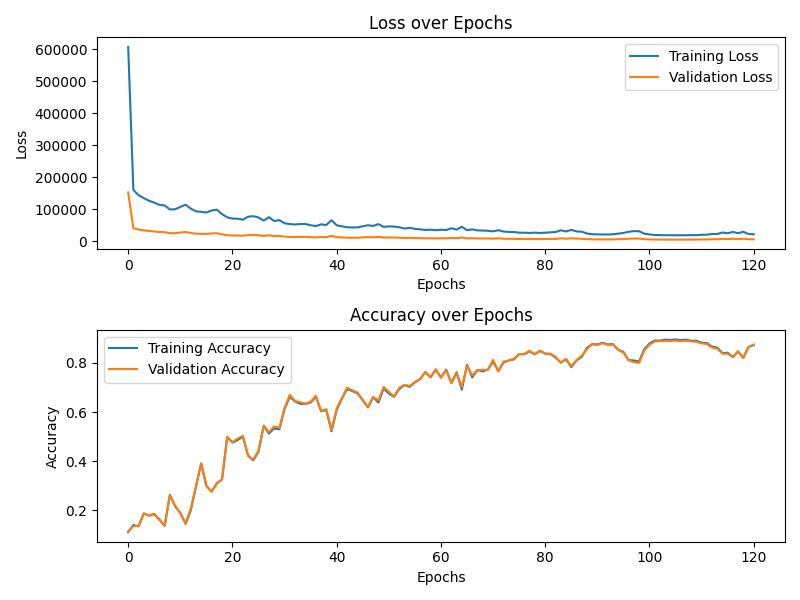 Loss over Epochs
600000
500000
400000
300000
200000
100000
0
Loss
Training Loss
Validation Loss
0 20 40 60 80 100 120
Epochs
Accuracy over Epochs
0.8
0.6
0.4
0.2
Accuracy
Training Accuracy
Validation Accuracy
0 20 40 60 80 100 120
Epochs